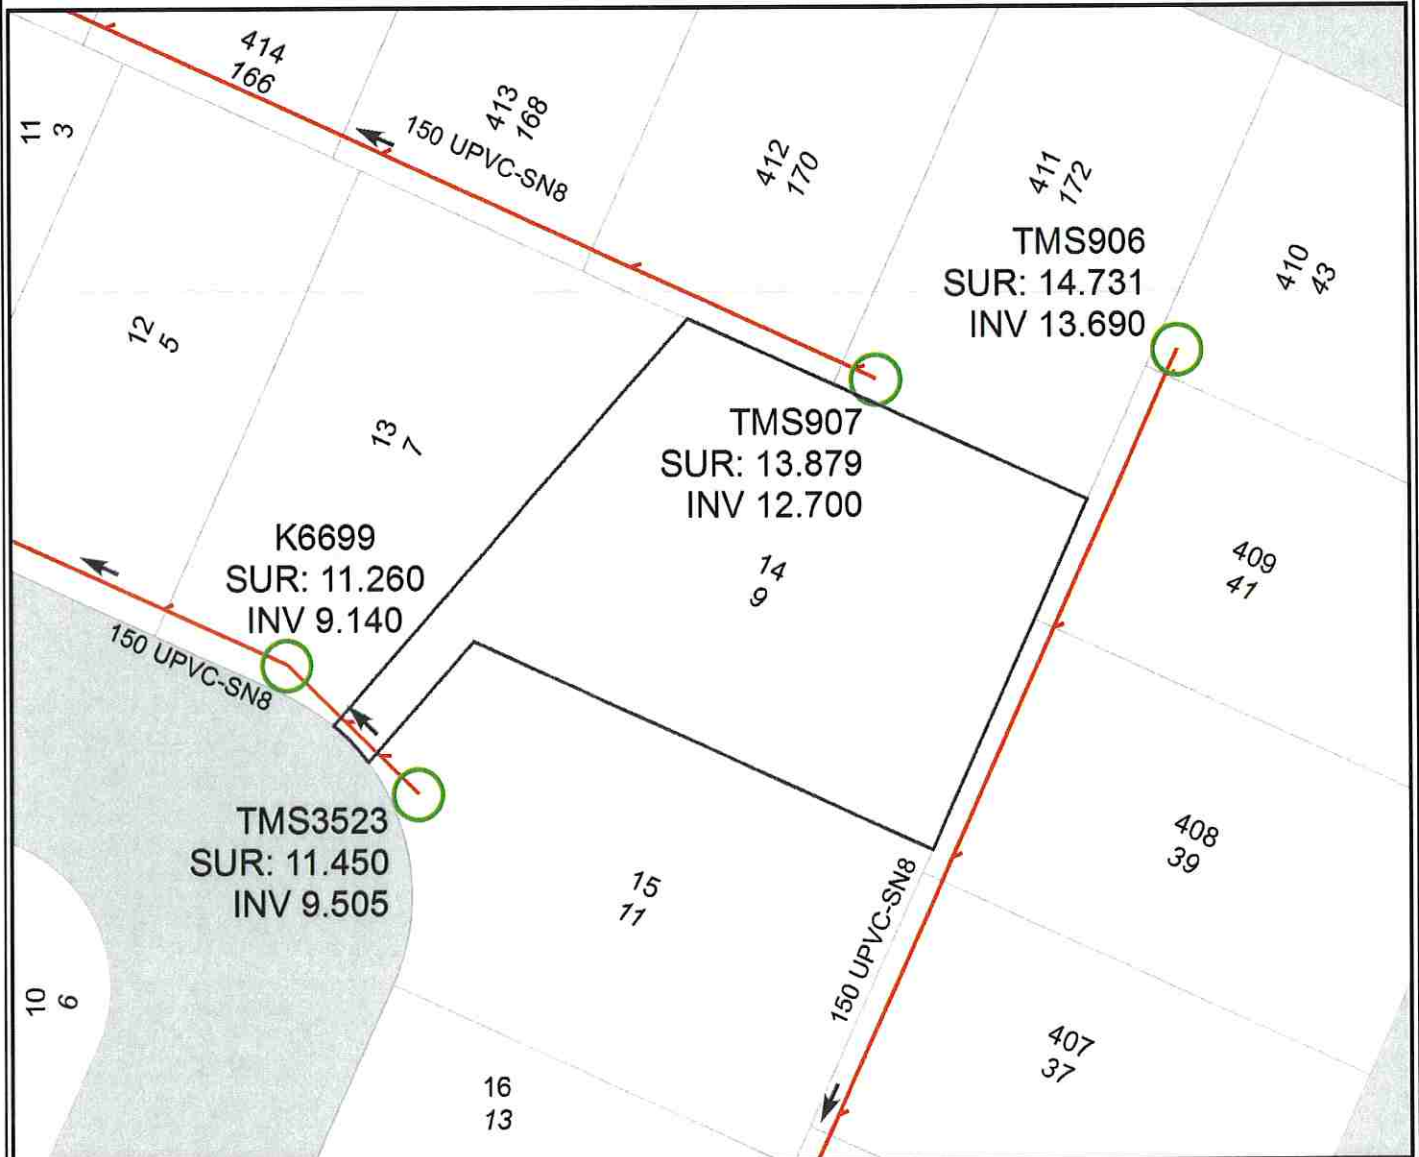 414
166
413
168
150 UPVC-SN8
412
170
411
172
11
3
TMS906
SUR: 14.731
INV 13.690
410
43
12
5
13
7
TMS907
SUR: 13.879
INV 12.700
K6699
SUR: 11.260
INV 9.140
14
9
409
41
150 UPVC-SN8
TMS3523
SUR: 11.450
INV 9.505
408
39
15
11
150 UPVC-SN8
10
6
407
37
16
13